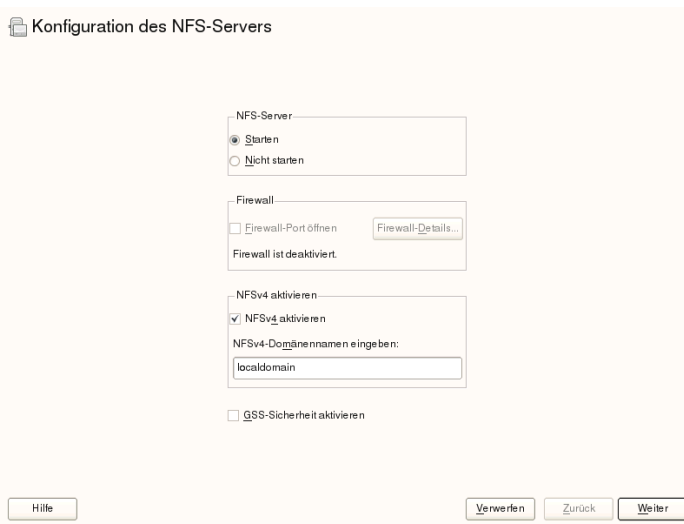 Konfiguration des NFS-Servers
NFS-Server
Starten
Nicht starten
Firewall
Firewall-Port öffnen
Firewall-Details...
Firewall ist deaktiviert.
NFSv4 aktivieren
NFSv4 aktivieren
NFSv4-Domänennamen eingeben:
localdomain
GSS-Sicherheit aktivieren
Hilfe
Verwerfen
Zurück
Weiter